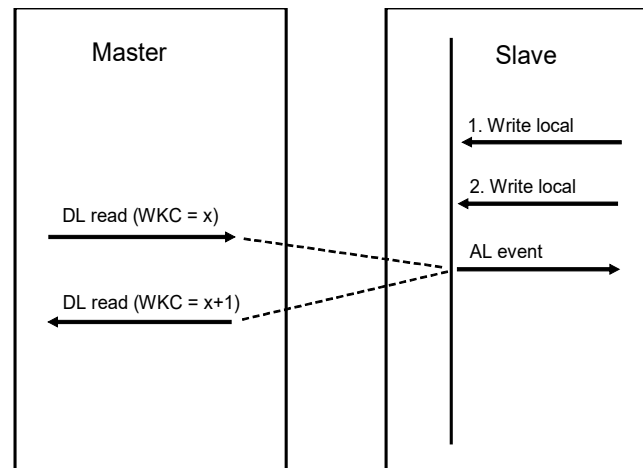 Master
Slave
1. Write local
2. Write local
DL read (WKC = x)
AL event
DL read (WKC = x+1)